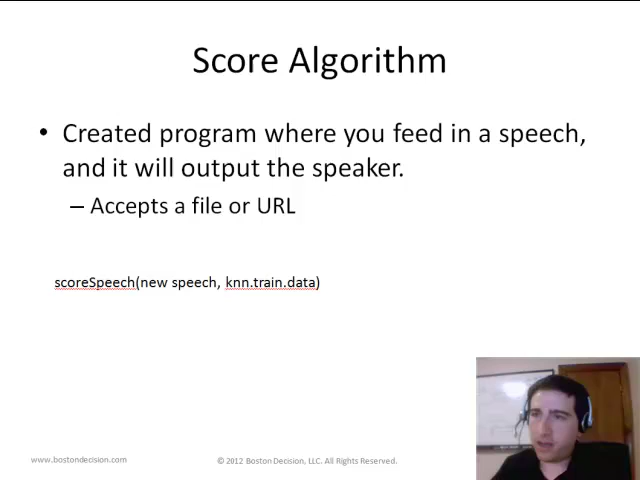 Score Algorithm
• Created program where you feed in a speech,
and it will output the speaker.
– Accepts a file or URL
scoreSpeech(new speech, knn.train.data)
www.bostondecision.com
© 2012 Boston Decision, LLC. All Rights Reserved.